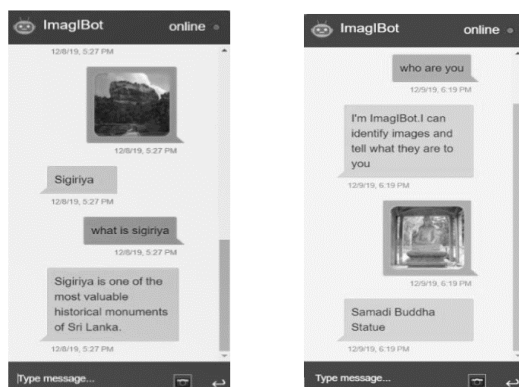 ImagIBot online
12/8/19, 5:27 PM
12/8/19, 5:27 PM
Sigiriya
12/8/19, 5:27 PM
what is sigiriya
12/8/19, 5:27 PM
Sigiriya is one of the
most valuable
historical monuments
of Sri Lanka.
12/8/19, 5:27 PM
Type message...
ImagIBot online
who are you
12/9/19, 6:19 PM
I'm ImagIBot.I can
identify images and
tell what they are to
you
12/9/19, 6:19 PM
12/9/19, 6:19 PM
Samadi Buddha
Statue
12/9/19, 6:19 PM
Type message...